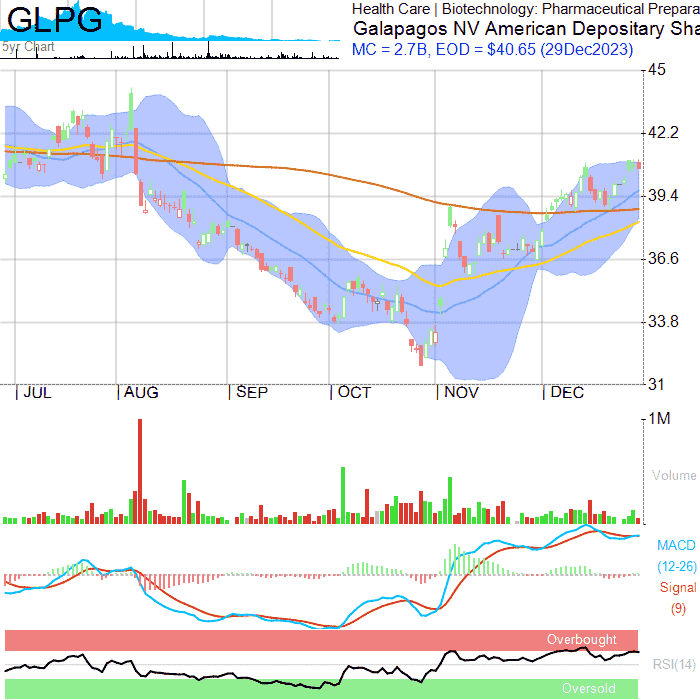 GLPG
5yr Chart
Health Care | Biotechnology: Pharmaceutical Prepara
Galapagos NV American Depositary Sha
MC = 2.7B, EOD = $40.65 (29Dec2023)
45
42.2
39.4
36.6
33.8
31
| JUL | AUG | SEP | OCT | NOV | DEC
1M
Volume
MACD
(12-26)
Signal
(9)
Overbought
RSI(14)
Oversold